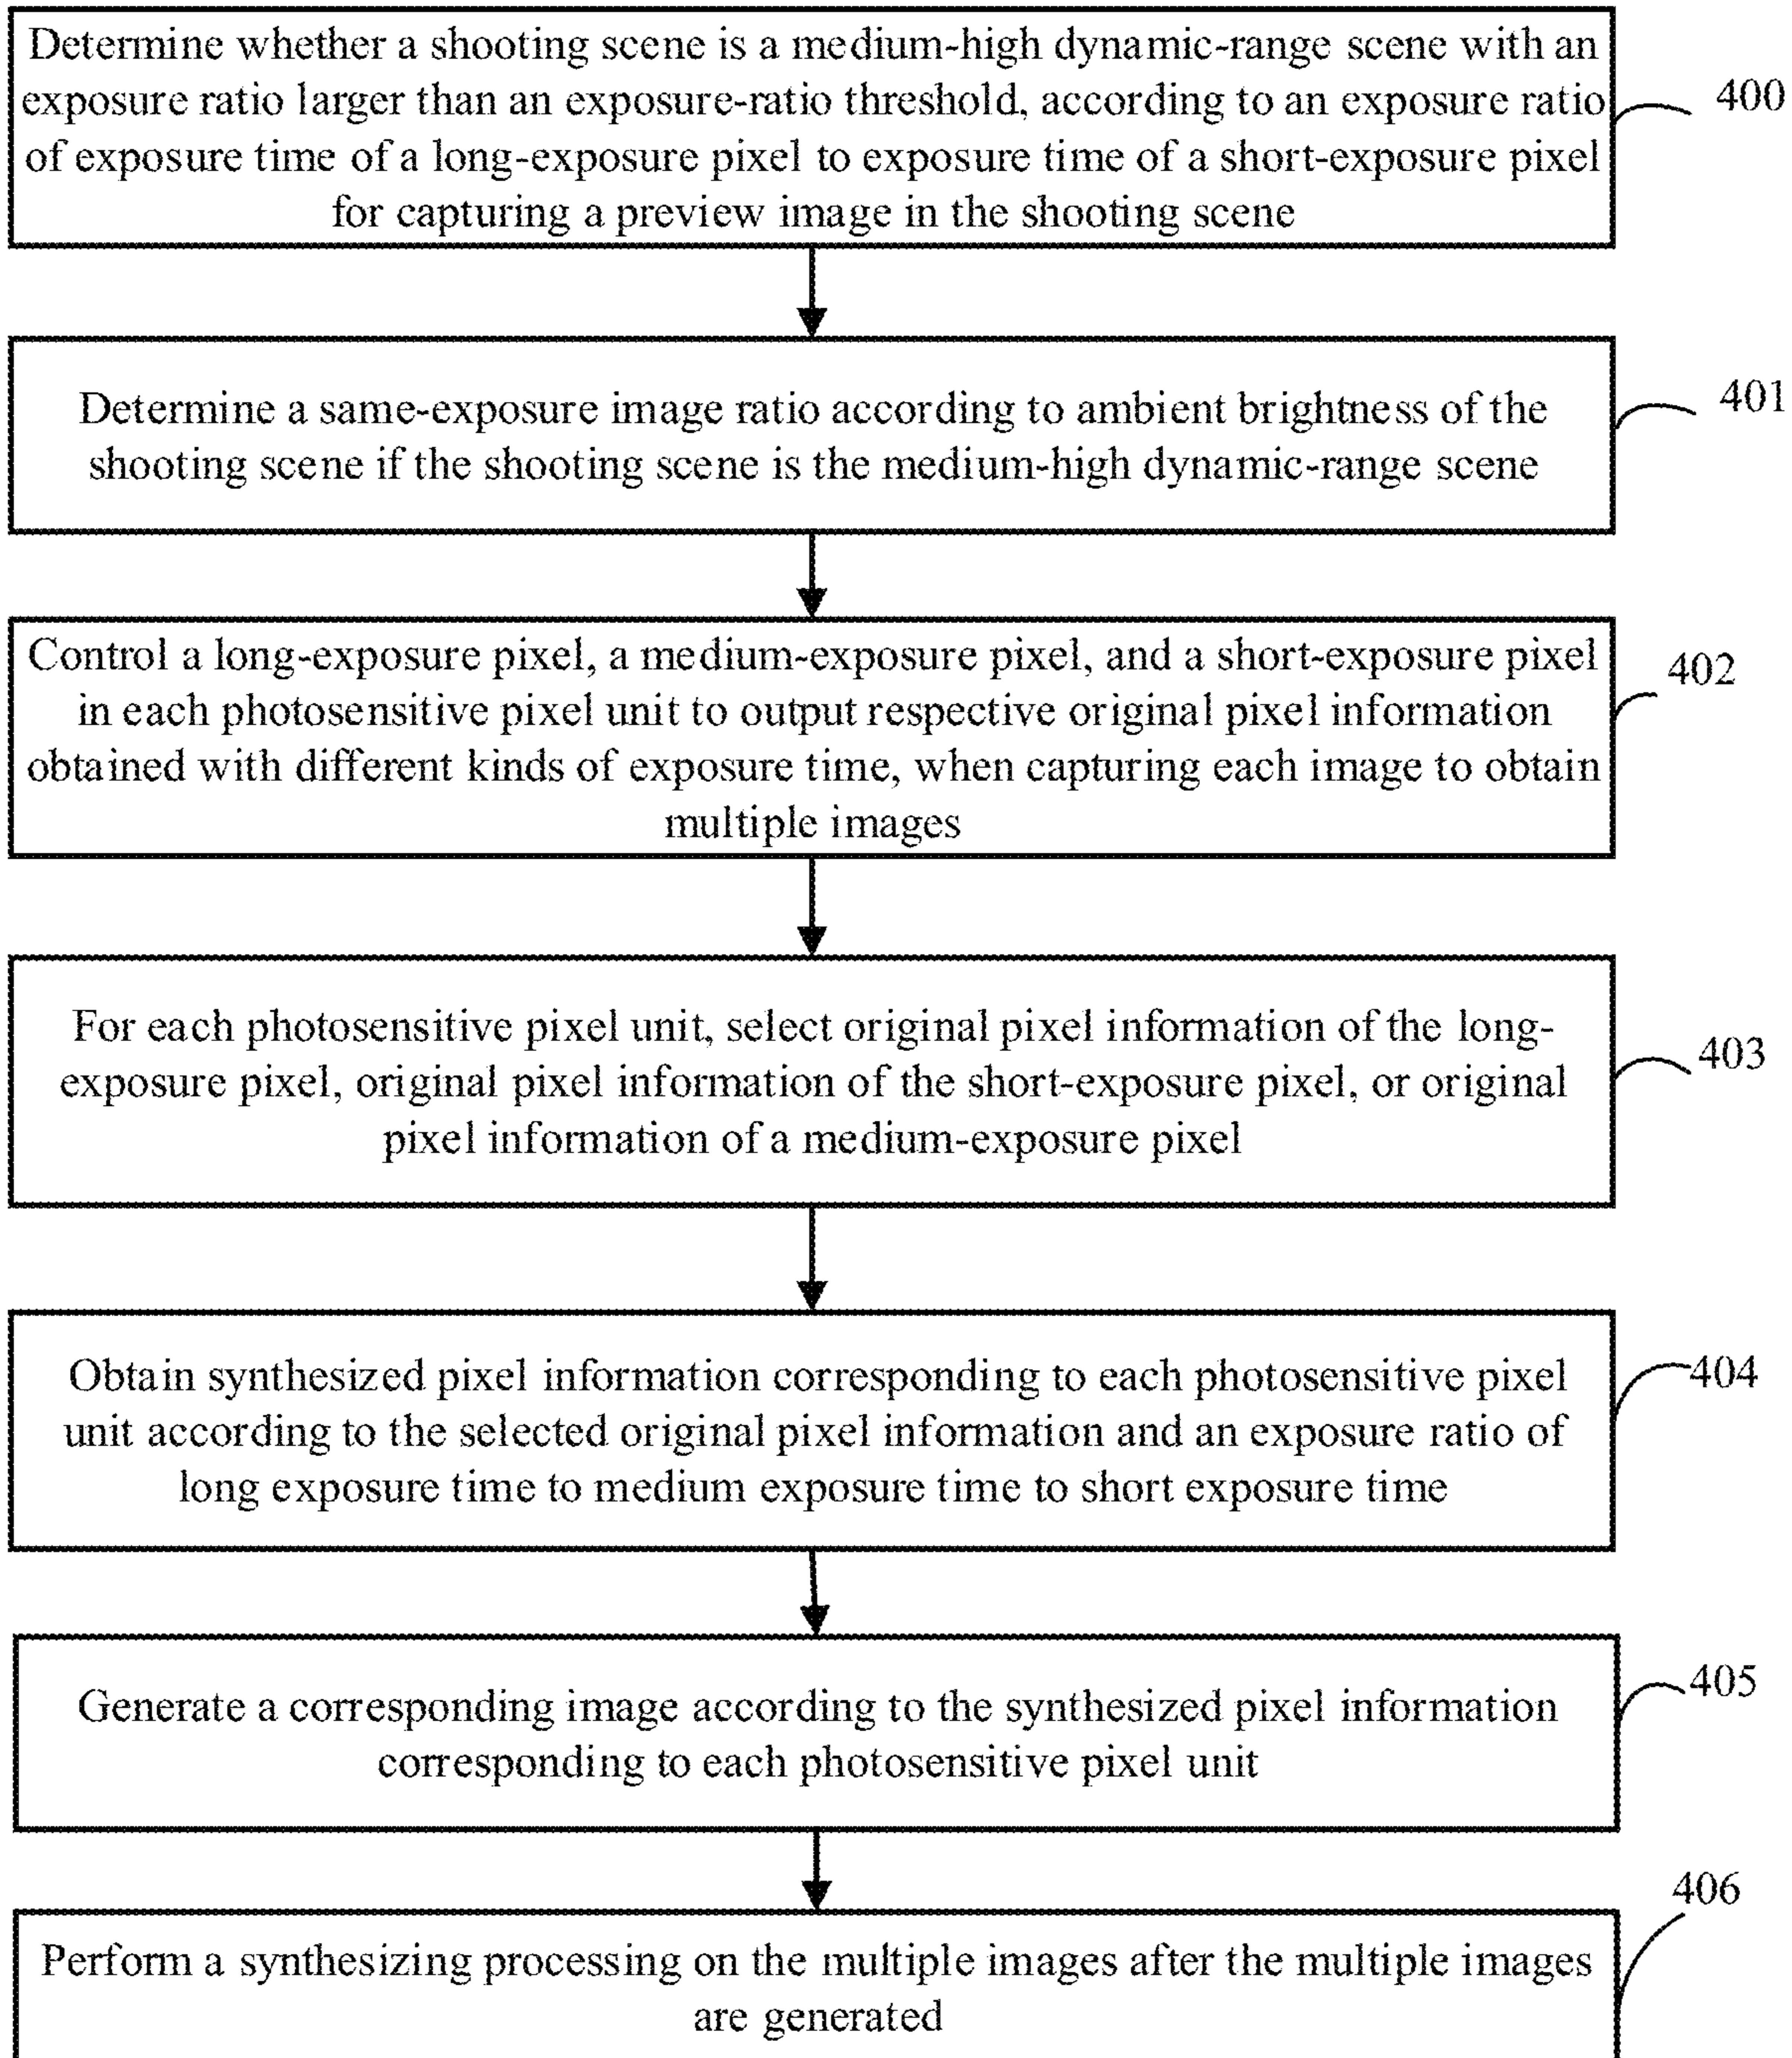 Determine whether a shooting scene is a medium-high dynamic-range scene with an
exposure ratio larger than an exposure-ratio threshold, according to an exposure ratio
of exposure time of a long-exposure pixel to exposure time of a short-exposure pixel
for capturing a preview image in the shooting scene
400
Determine a same-exposure image ratio according to ambient brightness of the
shooting scene if the shooting scene is the medium-high dynamic-range scene
401
Control a long-exposure pixel, a medium-exposure pixel, and a short-exposure pixel
in each photosensitive pixel unit to output respective original pixel information
obtained with different kinds of exposure time, when capturing each image to obtain
multiple images
402
For each photosensitive pixel unit, select original pixel information of the long-
exposure pixel, original pixel information of the short-exposure pixel, or original
pixel information of a medium-exposure pixel
403
Obtain synthesized pixel information corresponding to each photosensitive pixel
unit according to the selected original pixel information and an exposure ratio of
long exposure time to medium exposure time to short exposure time
404
Generate a corresponding image according to the synthesized pixel information
corresponding to each photosensitive pixel unit
405
Perform a synthesizing processing on the multiple images after the multiple images
are generated
406